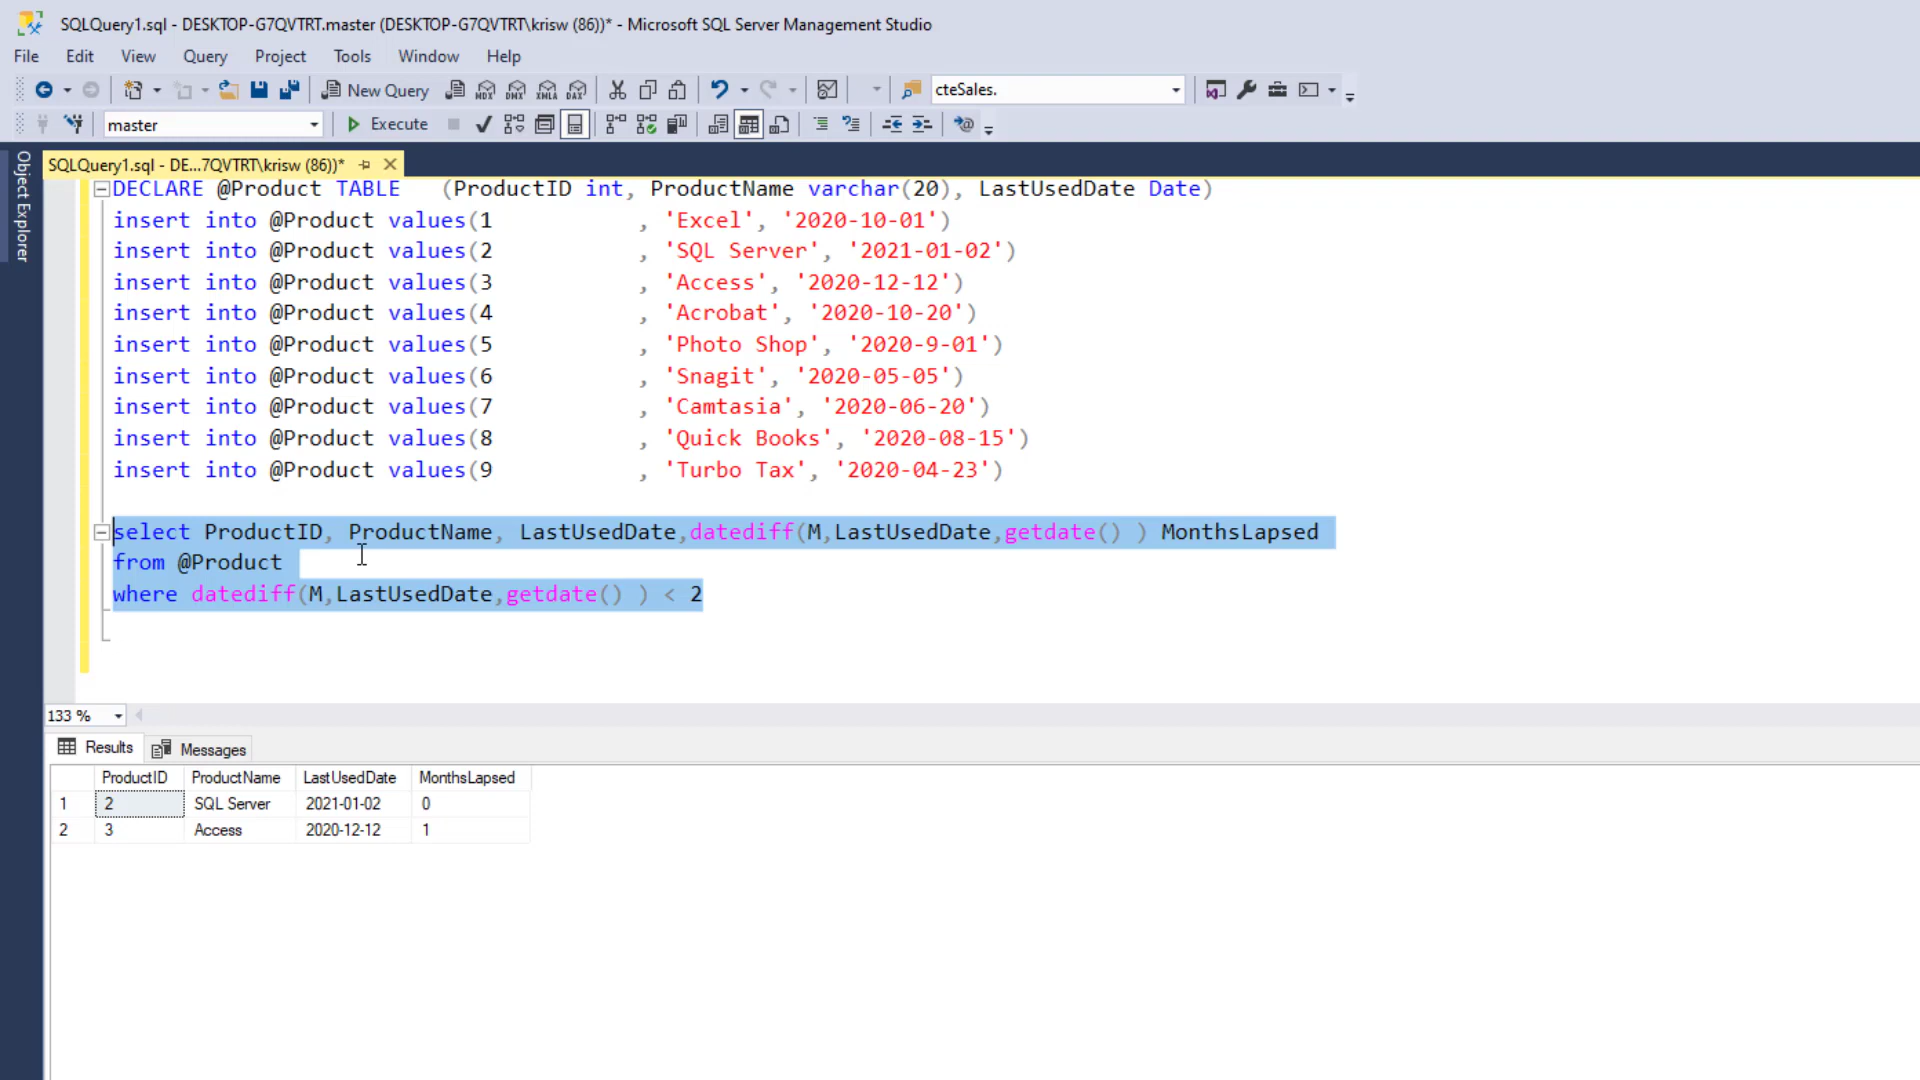 SQLQuery1.sql - DESKTOP-G7QVTRT.master (DESKTOP-G7QVTRT\krisw (86))* - Microsoft SQL Server Management Studio
File Edit View Query Project Tools Window Help
New Query MDX DMX XMLA DAX cteSales.
master Execute
SQLQuery1.sql - DE...7QVTRT\krisw (86))*
Object Explorer
DECLARE @Product TABLE (ProductID int, ProductName varchar(20), LastUsedDate Date)
insert into @Product values(1 , 'Excel', '2020-10-01')
insert into @Product values(2 , 'SQL Server', '2021-01-02')
insert into @Product values(3 , 'Access', '2020-12-12')
insert into @Product values(4 , 'Acrobat', '2020-10-20')
insert into @Product values(5 , 'Photo Shop', '2020-9-01')
insert into @Product values(6 , 'Snagit', '2020-05-05')
insert into @Product values(7 , 'Camtasia', '2020-06-20')
insert into @Product values(8 , 'Quick Books', '2020-08-15')
insert into @Product values(9 , 'Turbo Tax', '2020-04-23')
select ProductID, ProductName, LastUsedDate,datediff(M,LastUsedDate,getdate() ) MonthsLapsed
from @Product
where datediff(M,LastUsedDate,getdate() ) < 2
133 %
Results Messages
ProductID ProductName LastUsedDate MonthsLapsed
1 2 SQL Server 2021-01-02 0
2 3 Access 2020-12-12 1